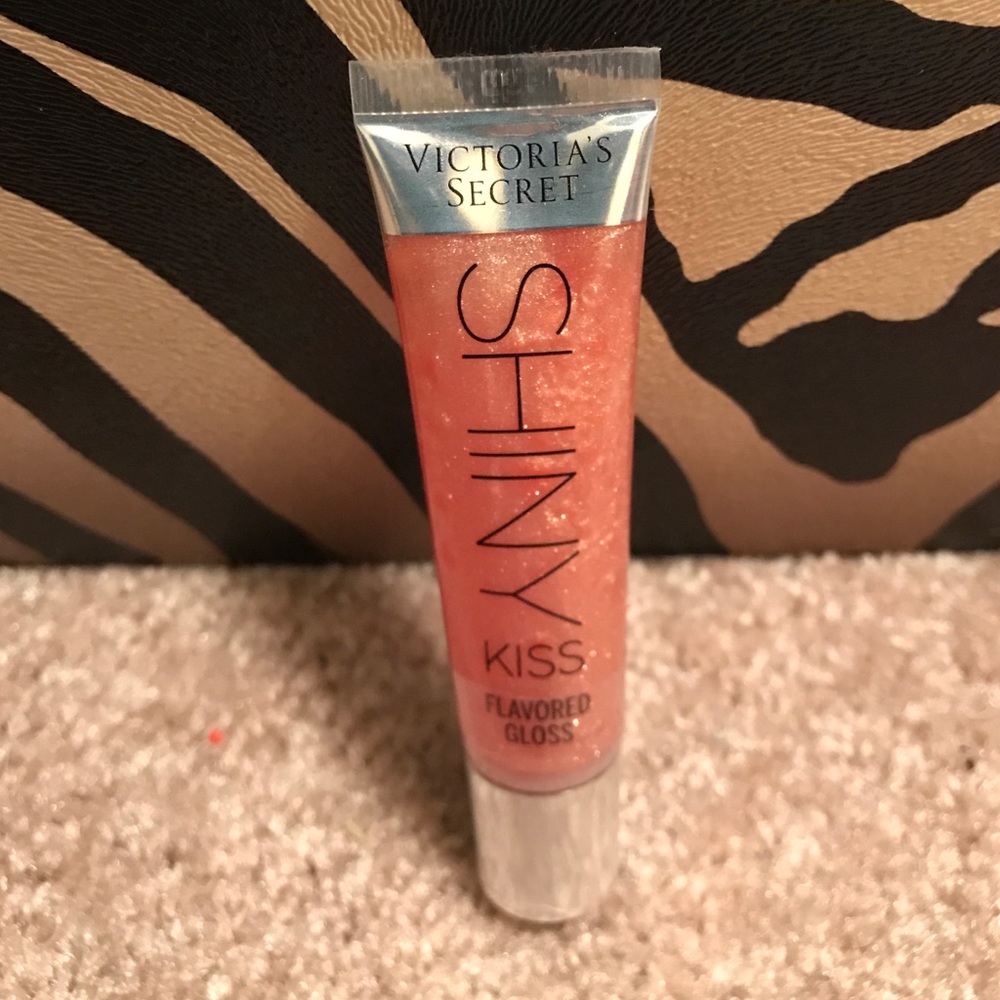 VICTORIA'S
SECRET
SHINY
KISS
FLAVORED
GLOSS